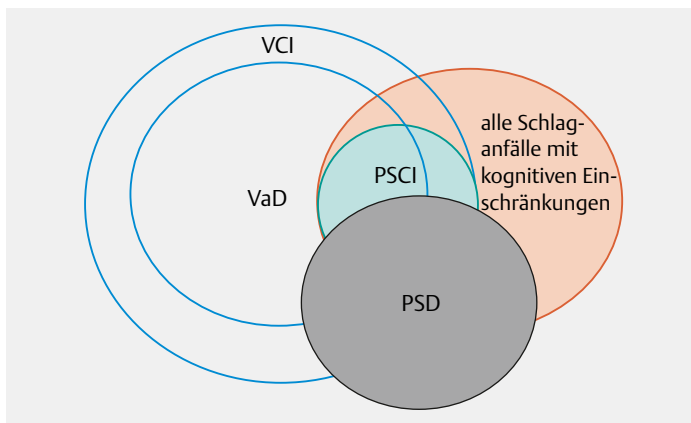 VCI
alle Schlag-
anfälle mit
kognitiven Ein-
schränkungen
PSCI
VaD
PSD